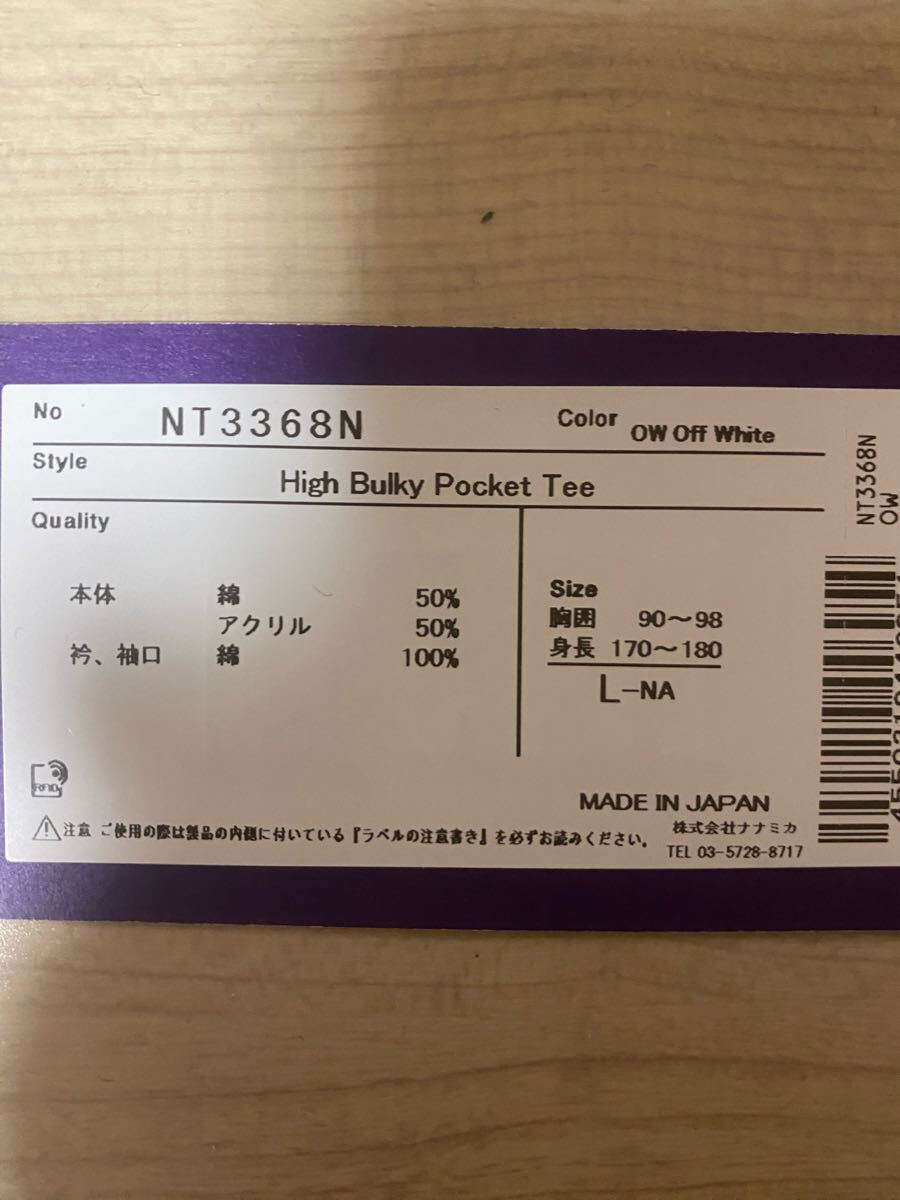 No NT3368N Color OW Off White
Style High Bulky Pocket Tee
Quality
本体 綿 50%
アクリル 50%
衿、袖口 綿 100%
Size
胸囲 90〜98
身長 170〜180
L-NA
RFID
MADE IN JAPAN
⚠注意 ご使用の際は製品の内側に付いている『ラベルの注意書き』を必ずお読みください。
株式会社ナナミカ
TEL 03-5728-8717
NT3368N
OW